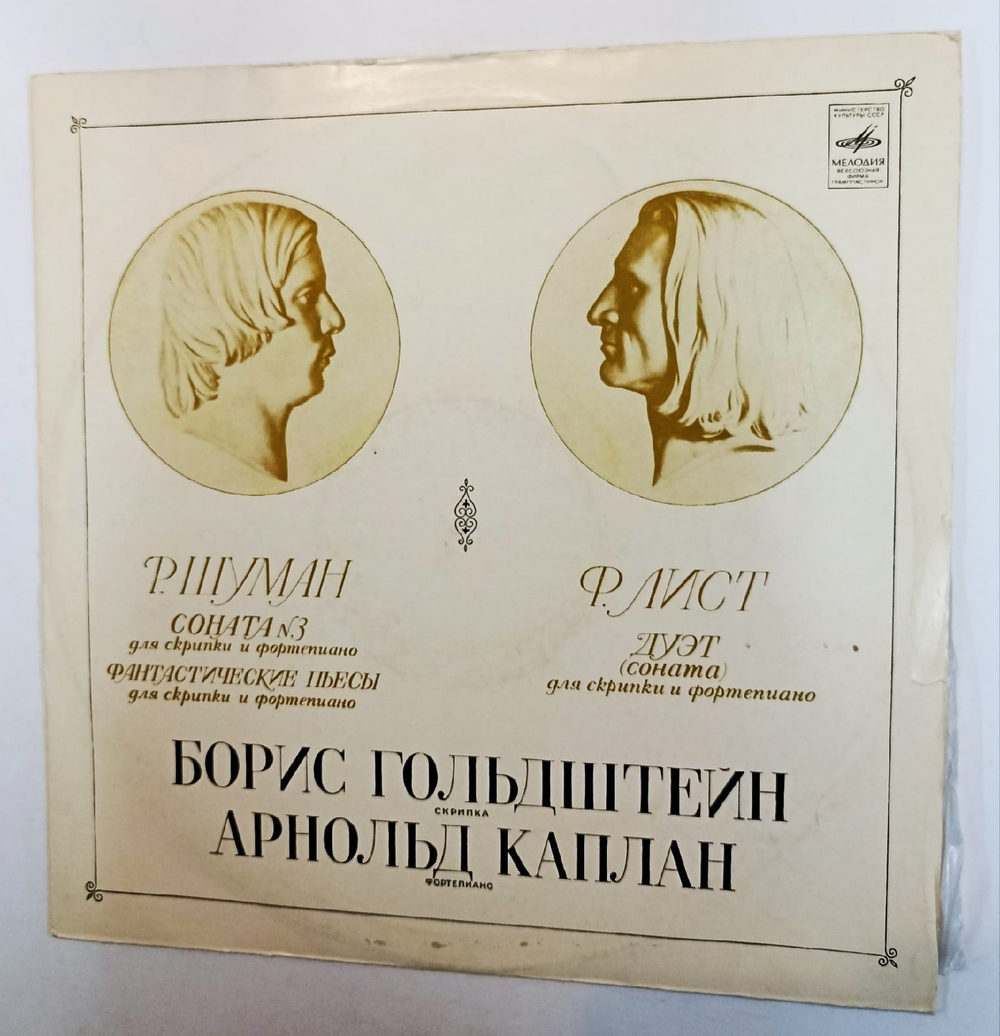 МИНИСТЕРСТВО
КУЛЬТУРЫ СССР
МЕЛОДИЯ
ВСЕСОЮЗНАЯ
ФИРМА
ГРАМПЛАСТИНОК
Р. ШУМАН
СОНАТА №3
для скрипки и фортепиано
ФАНТАСТИЧЕСКИЕ ПЬЕСЫ
для скрипки и фортепиано
Ф. ЛИСТ
ДУЭТ
(соната)
для скрипки и фортепиано
БОРИС ГОЛЬДШТЕЙН
СКРИПКА
АРНОЛЬД КАПЛАН
ФОРТЕПИАНО